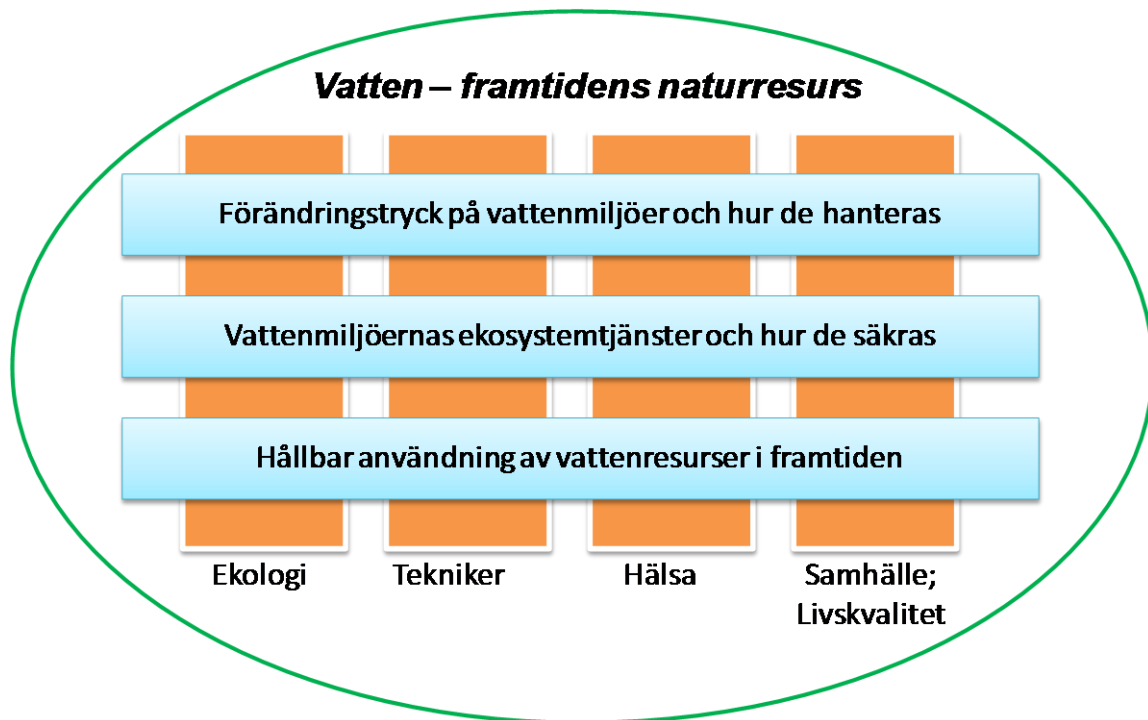 Vatten – framtidens naturresurs
Förändringstryck på vattenmiljöer och hur de hanteras
Vattenmiljöernas ekosystemtjänster och hur de säkras
Hållbar användning av vattenresurser i framtiden
Ekologi
Tekniker
Hälsa
Samhälle;
Livskvalitet